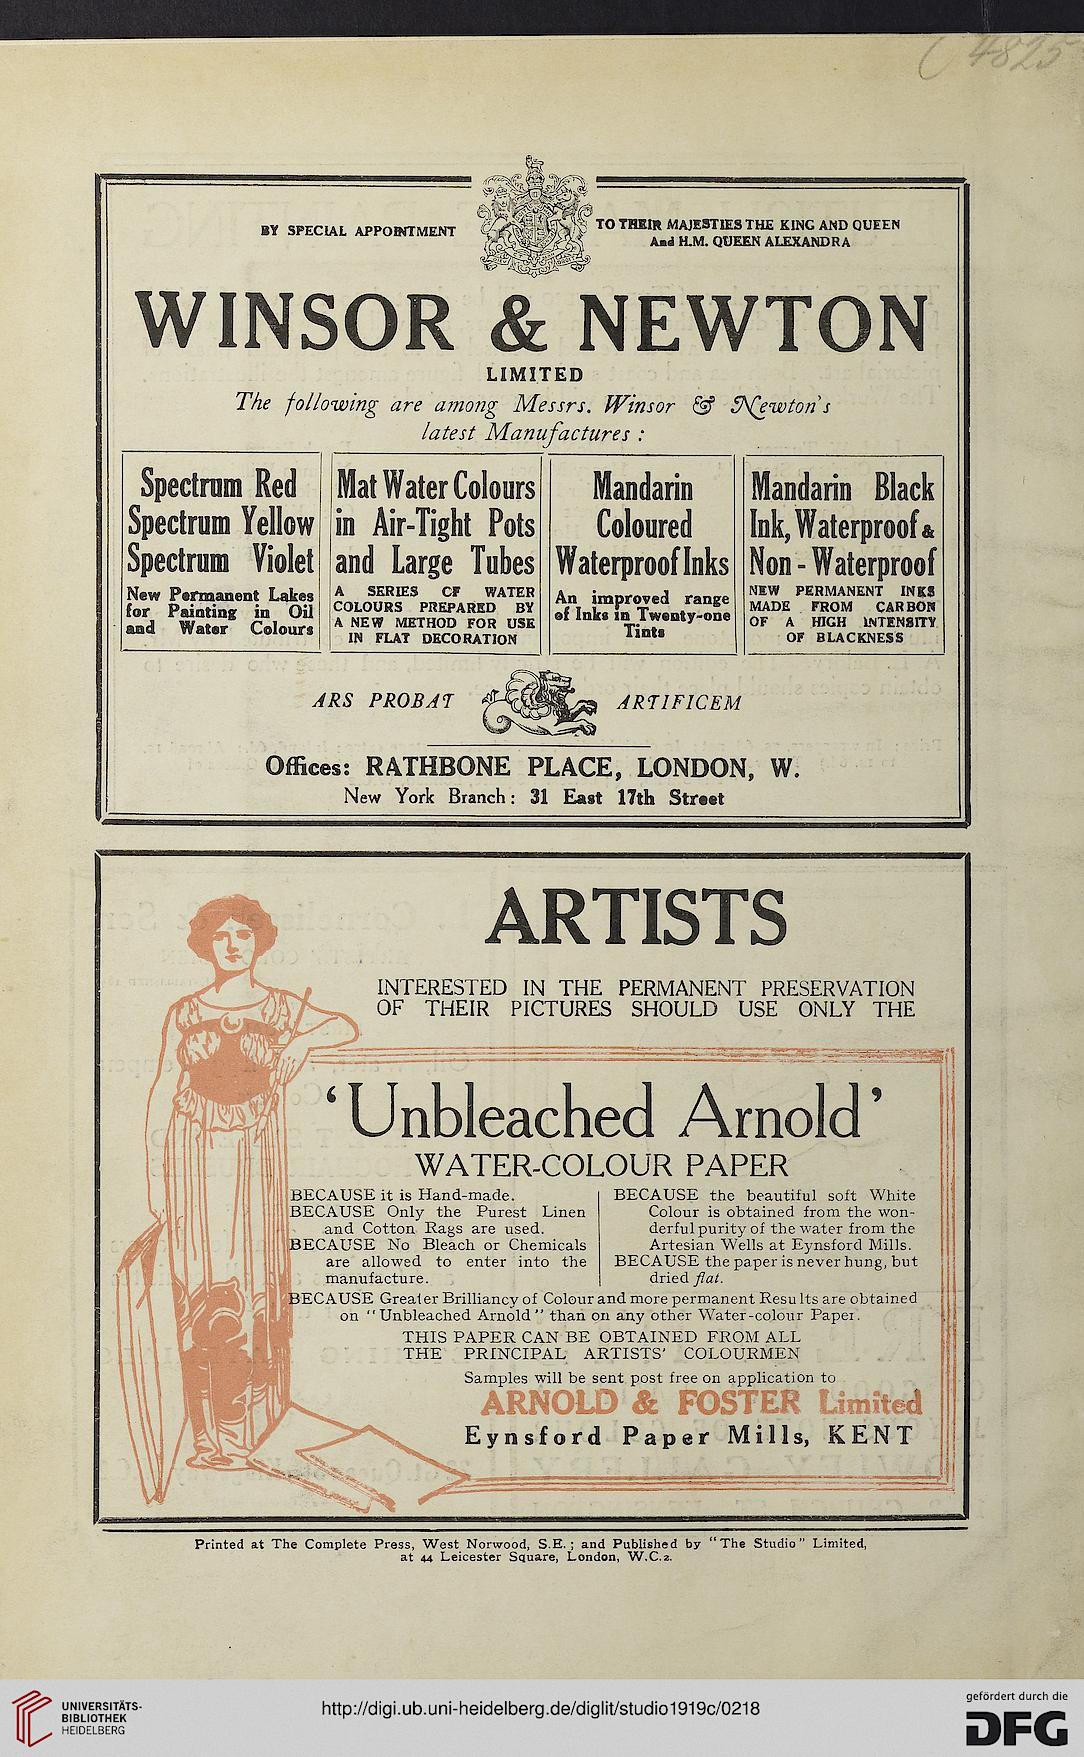 C 4825
BY SPECIAL APPOINTMENT
TO THEIR MAJESTIES THE KING AND QUEEN
And H.M. QUEEN ALEXANDRA
WINSOR & NEWTON
LIMITED
The following are among Messrs. Winsor & Newton's
latest Manufactures :
Spectrum Red
Spectrum Yellow
Spectrum Violet
New Permanent Lakes
for Painting in Oil
and Water Colours
Mat Water Colours
in Air-Tight Pots
and Large Tubes
A SERIES OF WATER
COLOURS PREPARED BY
A NEW METHOD FOR USE
IN FLAT DECORATION
Mandarin
Coloured
Waterproof Inks
An improved range
of Inks in Twenty-one
Tints
Mandarin Black
Ink, Waterproof &
Non - Waterproof
NEW PERMANENT INKS
MADE FROM CARBON
OF A HIGH INTENSITY
OF BLACKNESS
ARS PROBAT ARTIFICEM
Offices: RATHBONE PLACE, LONDON, W.
New York Branch: 31 East 17th Street
ARTISTS
INTERESTED IN THE PERMANENT PRESERVATION
OF THEIR PICTURES SHOULD USE ONLY THE
'Unbleached Arnold'
WATER-COLOUR PAPER
BECAUSE it is Hand-made.
BECAUSE Only the Purest Linen
and Cotton Rags are used.
BECAUSE No Bleach or Chemicals
are allowed to enter into the
manufacture.
BECAUSE the beautiful soft White
Colour is obtained from the won-
derful purity of the water from the
Artesian Wells at Eynsford Mills.
BECAUSE the paper is never hung, but
dried flat.
BECAUSE Greater Brilliancy of Colour and more permanent Results are obtained
on "Unbleached Arnold" than on any other Water-colour Paper.
THIS PAPER CAN BE OBTAINED FROM ALL
THE PRINCIPAL ARTISTS' COLOURMEN
Samples will be sent post free on application to
ARNOLD & FOSTER Limited
Eynsford Paper Mills, KENT
Printed at The Complete Press, West Norwood, S.E.; and Published by "The Studio" Limited,
at 44 Leicester Square, London, W.C.2.
UNIVERSITÄTS-
BIBLIOTHEK
HEIDELBERG
http://digi.ub.uni-heidelberg.de/diglit/studio1919c/0218
gefördert durch die
DFG